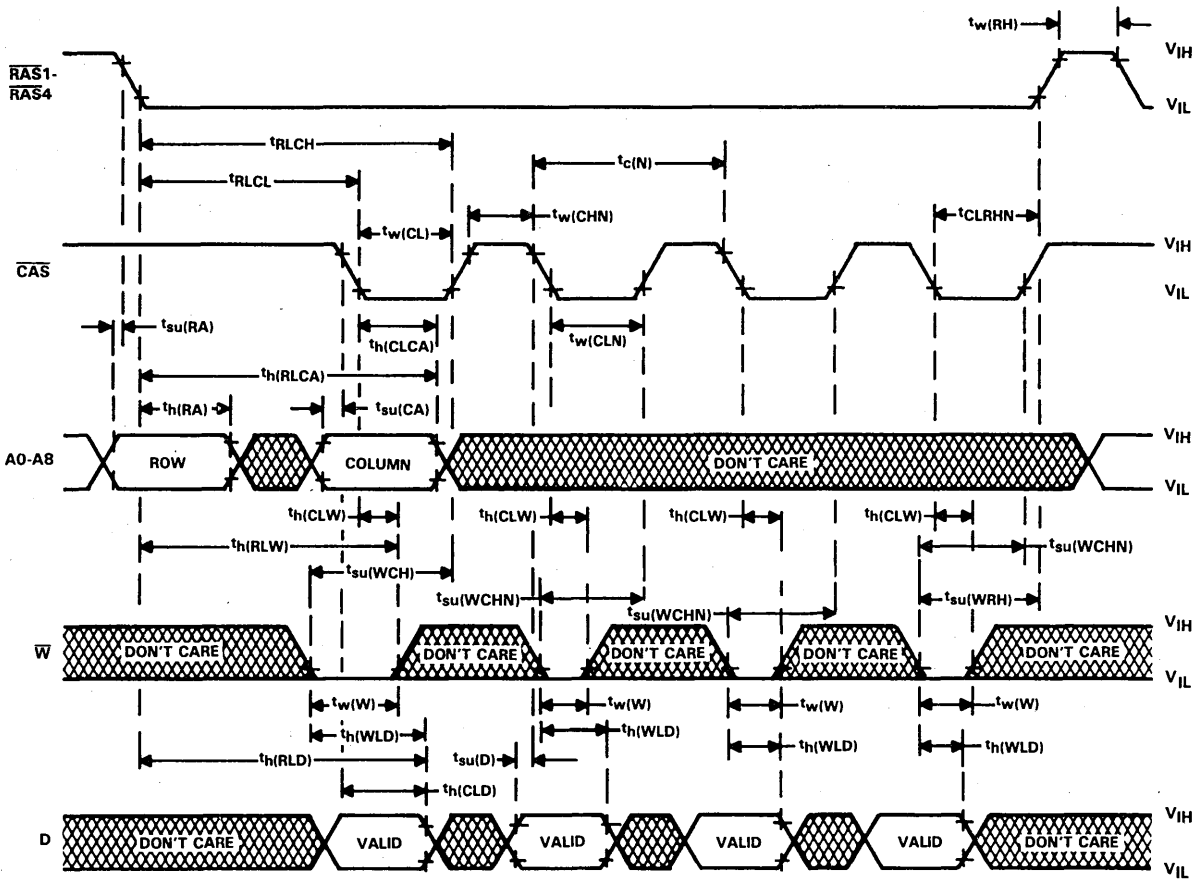 tw(RH)
VIH
RAS1-
RAS4
VIL
tRLCH
tc(N)
tRLCL
tw(CHN)
tCLRHN
tw(CL)
VIH
CAS
VIL
tsu(RA)
th(CLCA)
tw(CLN)
th(RLCA)
th(RA)
tsu(CA)
VIH
A0-A8
ROW
COLUMN
DON'T CARE
VIL
th(CLW)
th(CLW)
th(CLW)
th(CLW)
th(RLW)
tsu(WCHN)
tsu(WCH)
tsu(WCHN)
tsu(WRH)
tsu(WCHN)
VIH
W
DON'T CARE
DON'T CARE
DON'T CARE
DON'T CARE
DON'T CARE
VIL
tw(W)
tw(W)
tw(W)
tw(W)
th(WLD)
th(WLD)
th(WLD)
th(WLD)
th(RLD)
tsu(D)
th(CLD)
VIH
D
DON'T CARE
VALID
VALID
VALID
VALID
DON'T CARE
VIL